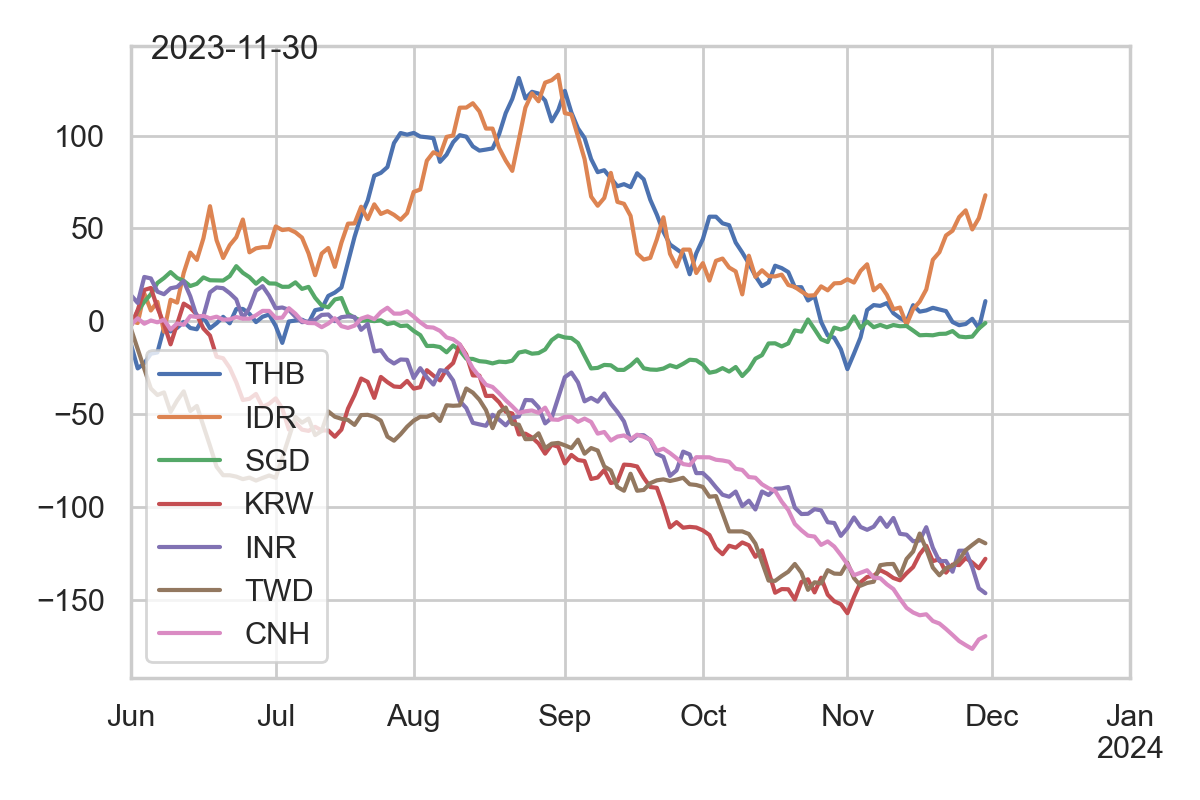 2023-11-30
100
50
0
−50
−100
−150
THB
IDR
SGD
KRW
INR
TWD
CNH
Jun Jul Aug Sep Oct Nov Dec Jan
2024